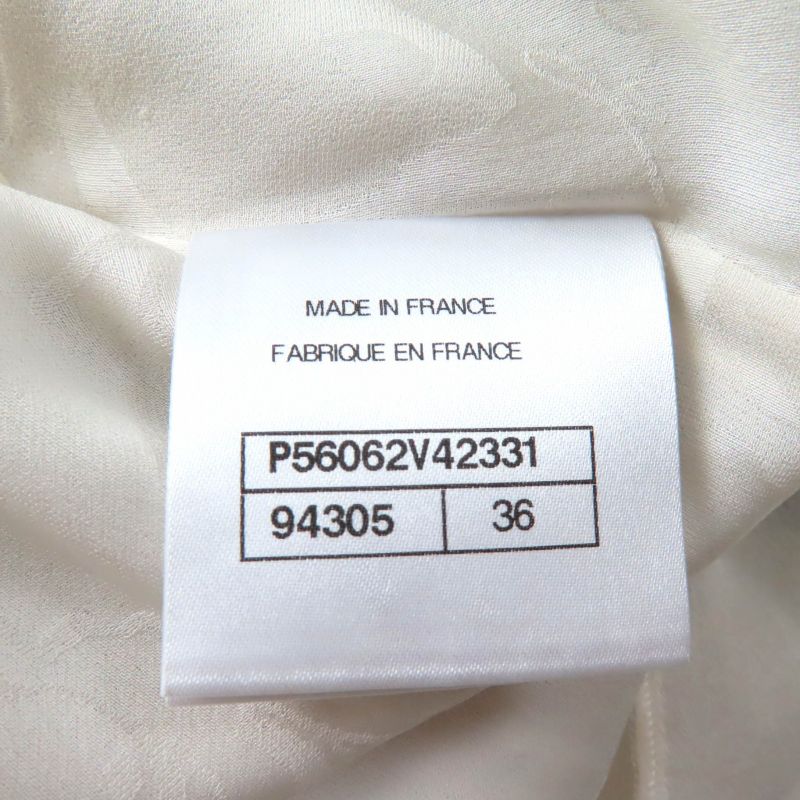 MADE IN FRANCE
FABRIQUE EN FRANCE
P56062V42331
94305 36